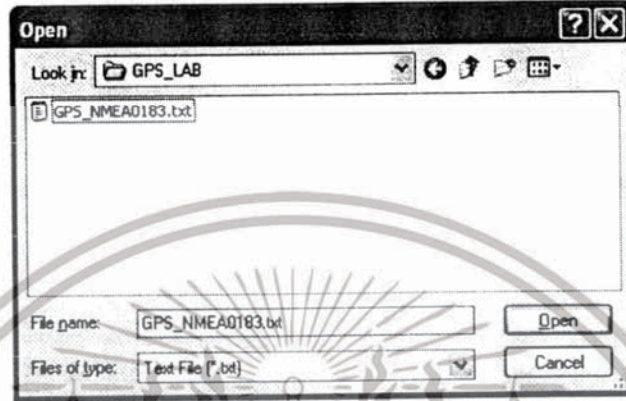 Open
Look in: GPS_LAB
GPS_NMEA0183.txt
File name: GPS_NMEA0183.txt Open
Files of type: Text File (*.txt) Cancel